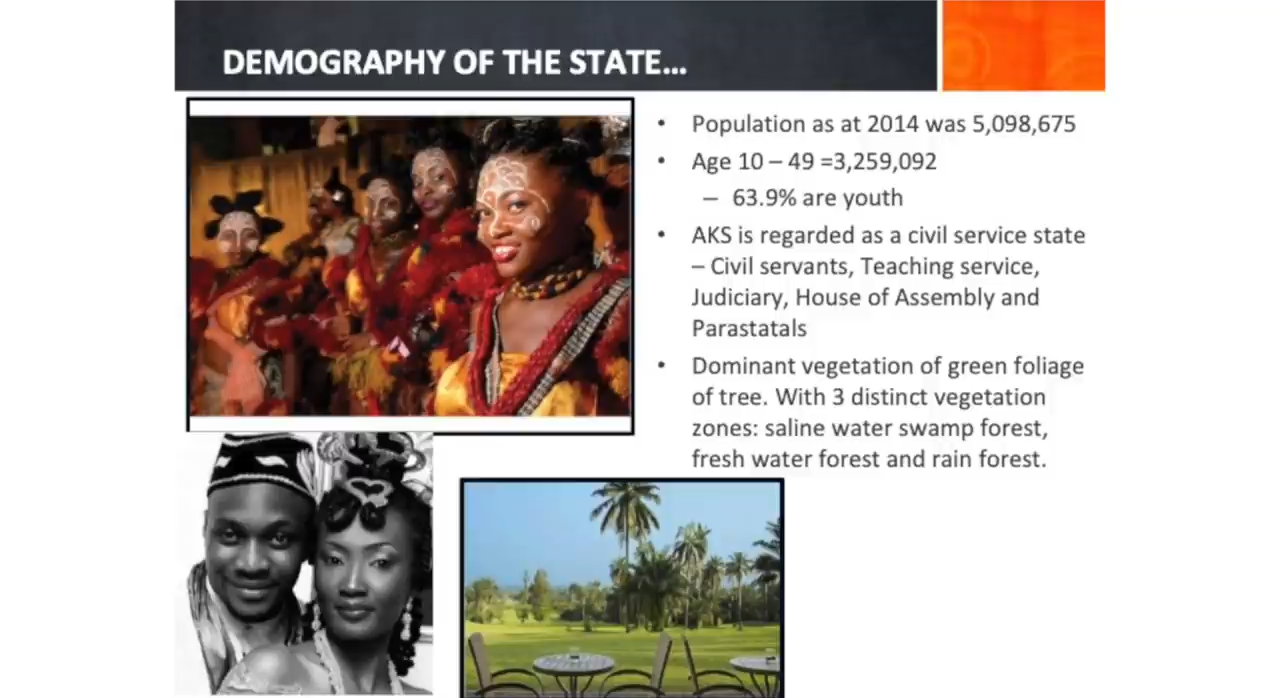 DEMOGRAPHY OF THE STATE...
• Population as at 2014 was 5,098,675
• Age 10 – 49 =3,259,092
– 63.9% are youth
• AKS is regarded as a civil service state
– Civil servants, Teaching service,
Judiciary, House of Assembly and
Parastatals
• Dominant vegetation of green foliage
of tree. With 3 distinct vegetation
zones: saline water swamp forest,
fresh water forest and rain forest.